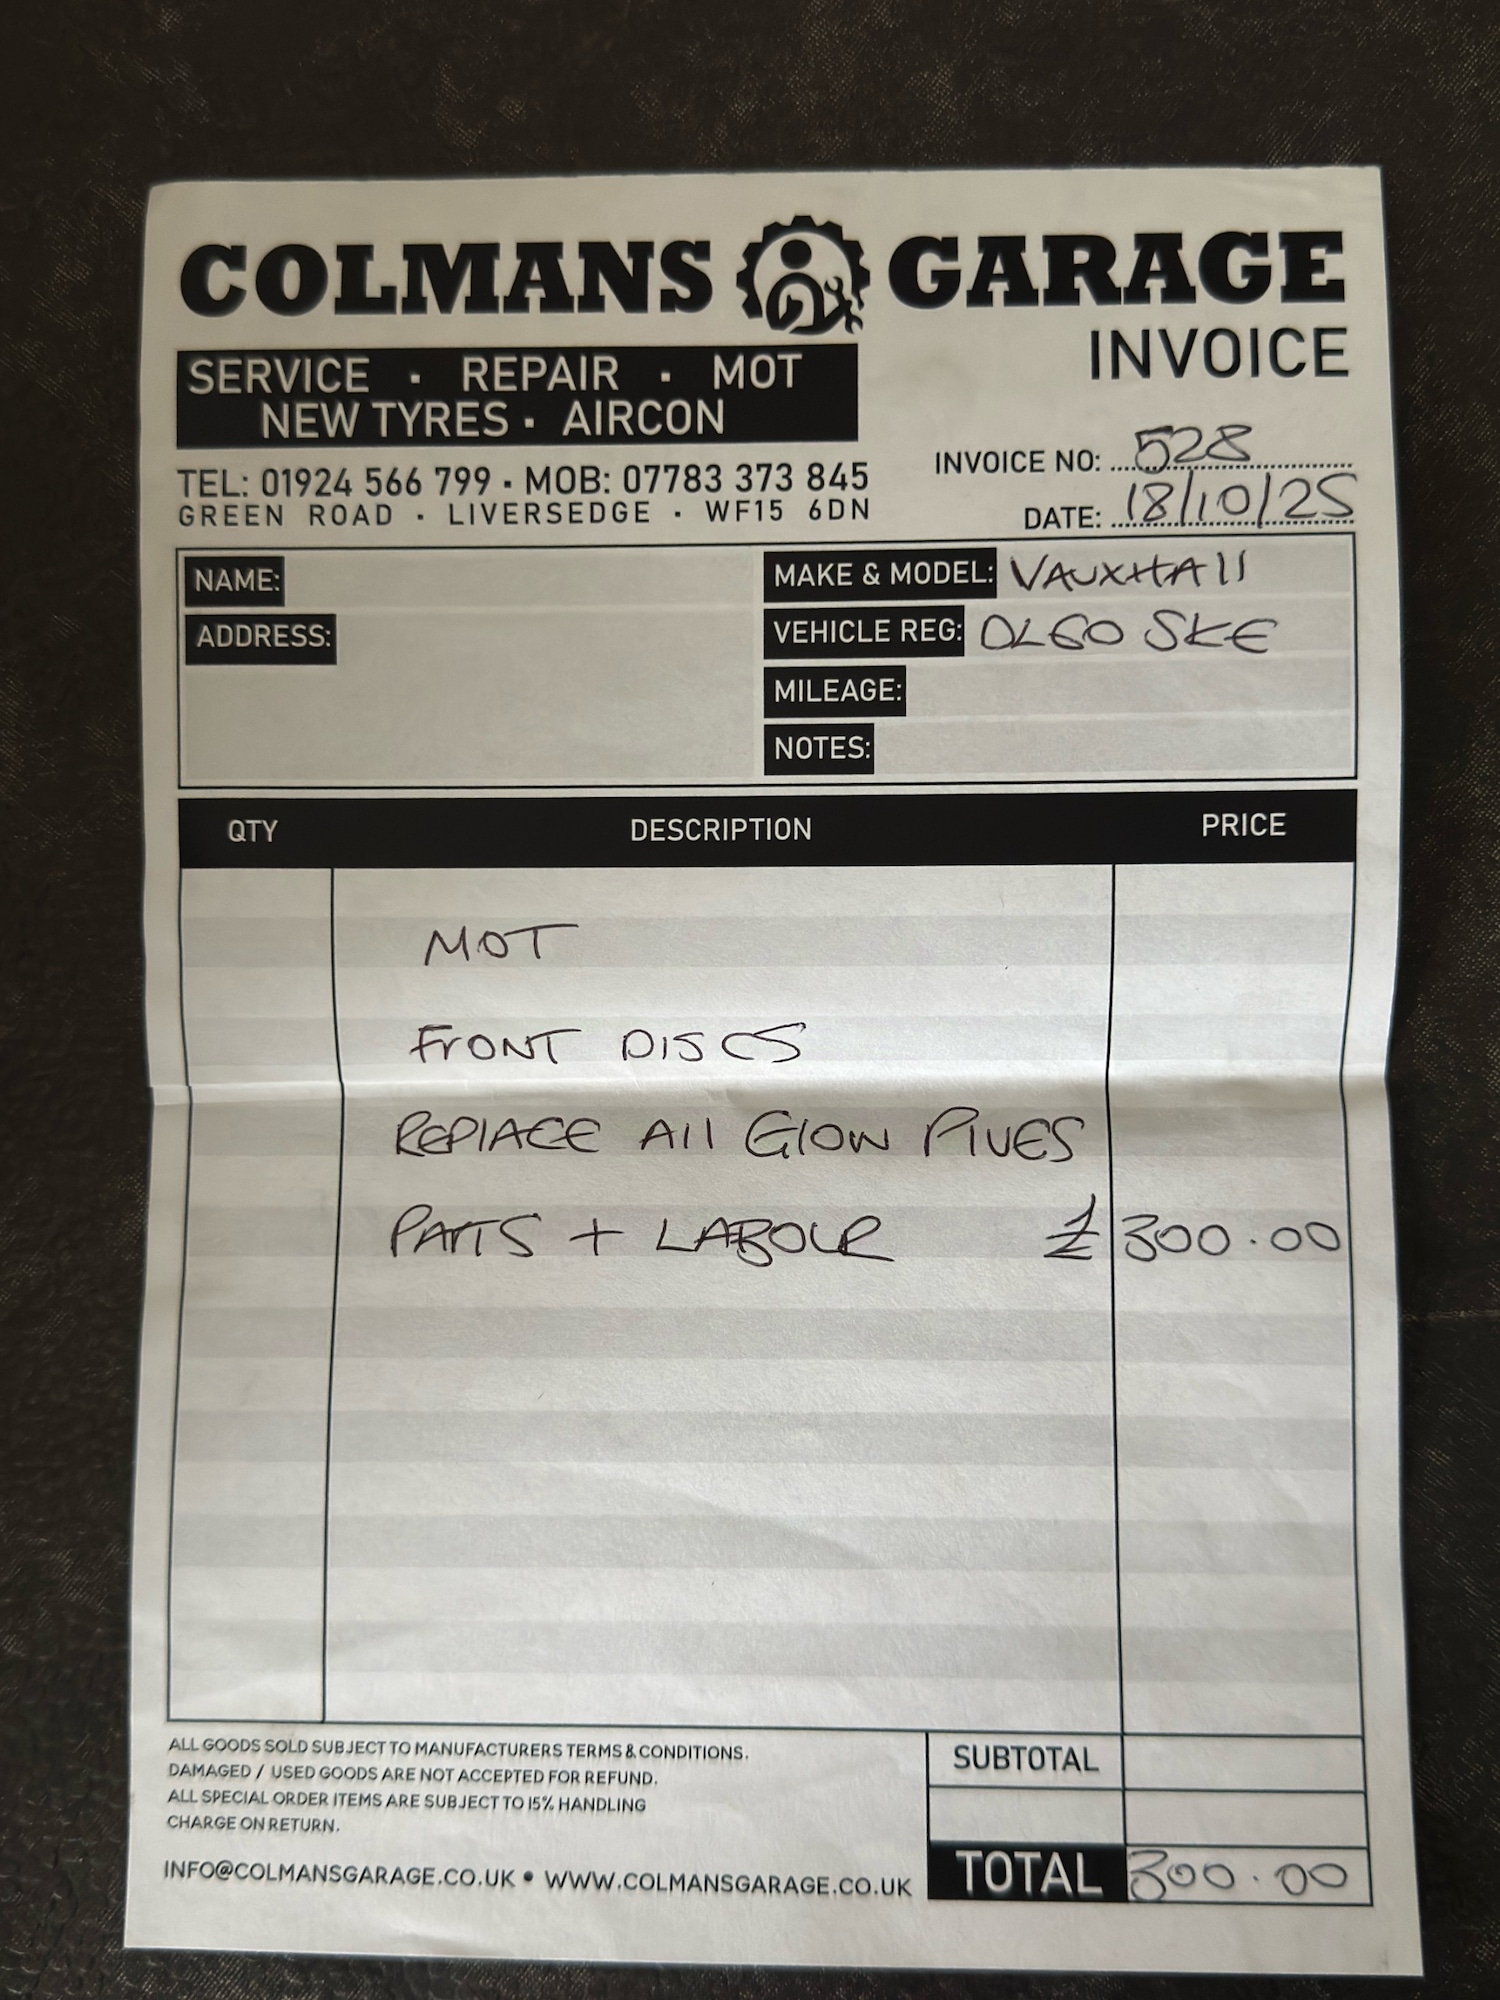 COLMANS GARAGE
INVOICE
SERVICE · REPAIR · MOT
NEW TYRES · AIRCON
TEL: 01924 566 799 · MOB: 07783 373 845
GREEN ROAD · LIVERSEDGE · WF15 6DN
INVOICE NO: 528
DATE: 18/10/25
NAME:
ADDRESS:
MAKE & MODEL: VAUXHAll
VEHICLE REG: OL60 SKE
MILEAGE:
NOTES:
QTY DESCRIPTION PRICE
MOT
FRONT DISCS
REPlACE All GlOW PlUGS
PARTS + LABOUR £300.00
ALL GOODS SOLD SUBJECT TO MANUFACTURERS TERMS & CONDITIONS.
DAMAGED / USED GOODS ARE NOT ACCEPTED FOR REFUND.
ALL SPECIAL ORDER ITEMS ARE SUBJECT TO 15% HANDLING
CHARGE ON RETURN.
INFO@COLMANSGARAGE.CO.UK • WWW.COLMANSGARAGE.CO.UK
SUBTOTAL
TOTAL 300.00